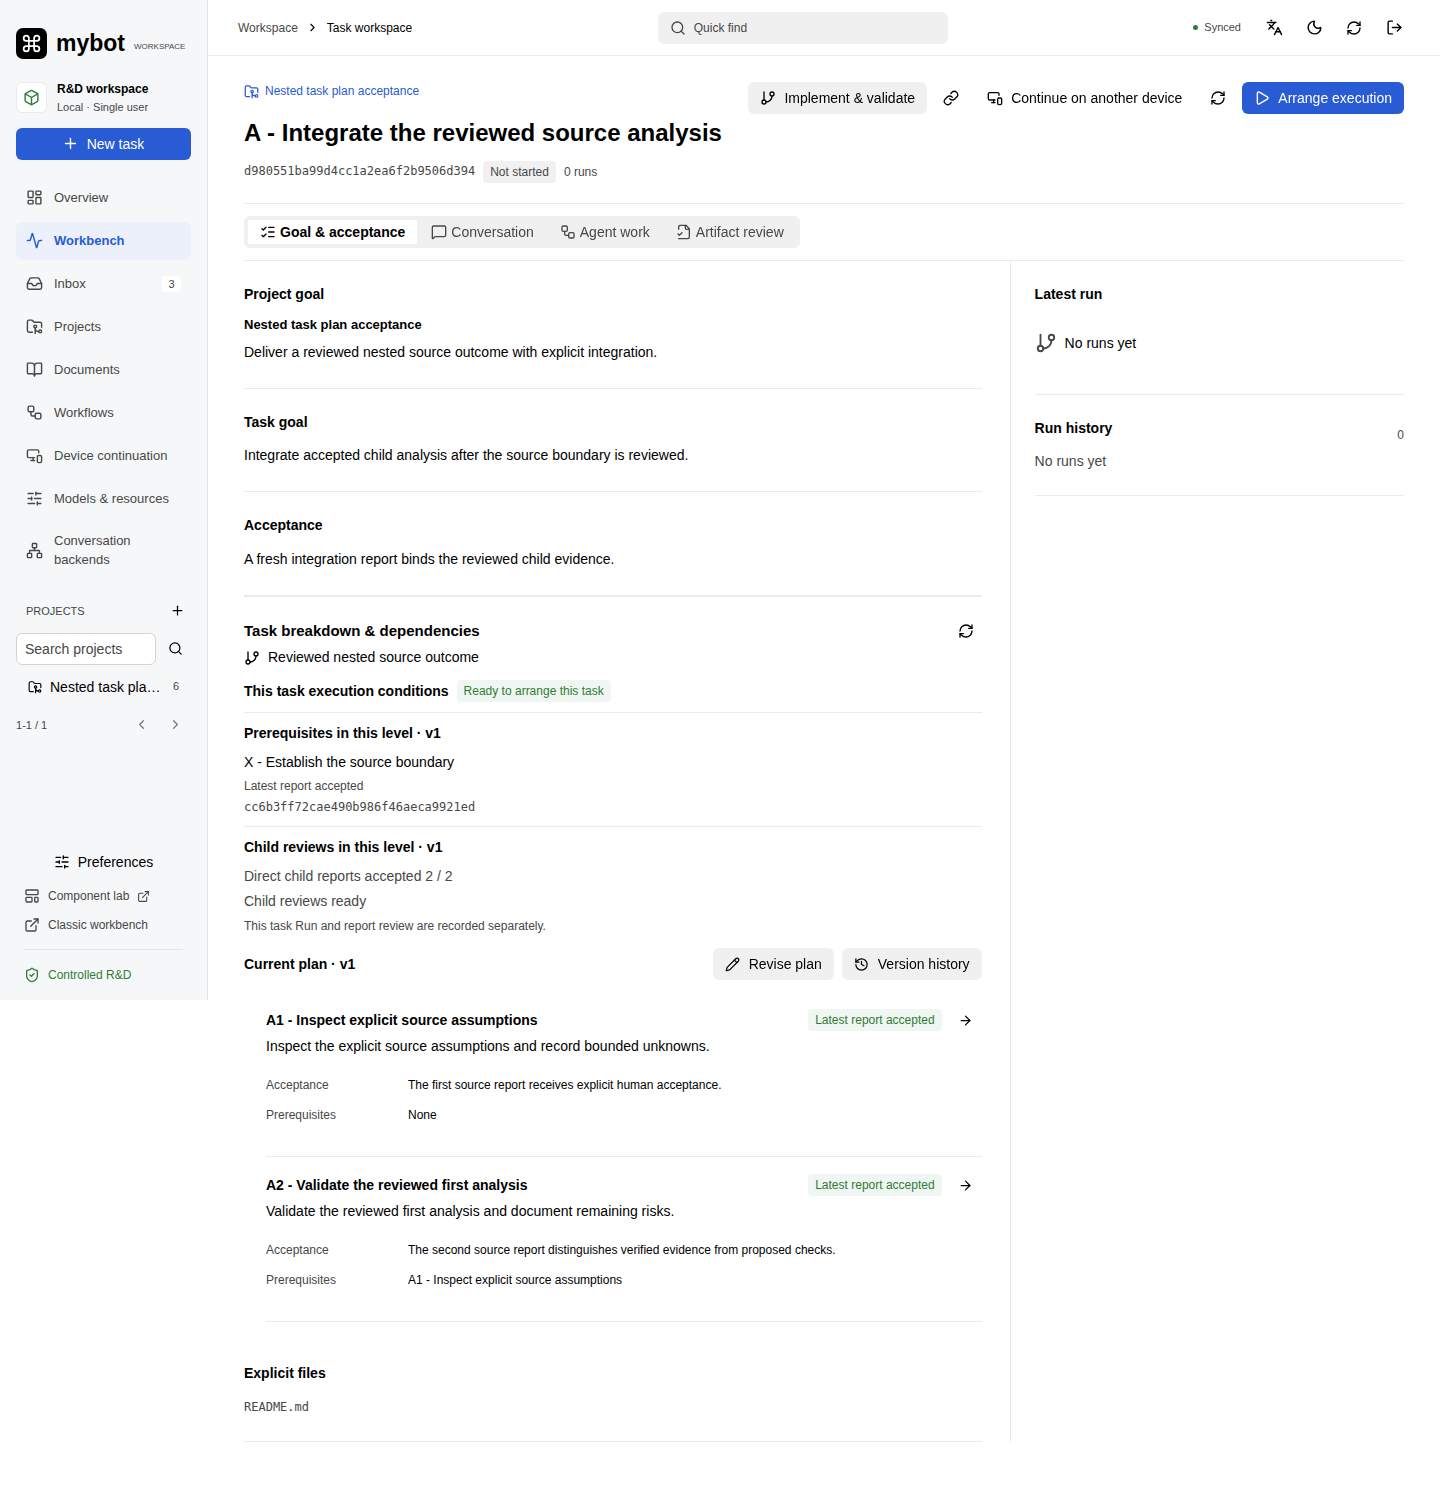 mybot WORKSPACE
R&D workspace
Local · Single user
New task
Overview
Workbench
Inbox 3
Projects
Documents
Workflows
Device continuation
Models & resources
Conversation
backends
PROJECTS
Search projects
Nested task pla… 6
1-1 / 1
Preferences
Component lab
Classic workbench
Controlled R&D
Workspace Task workspace
Quick find
Synced
Nested task plan acceptance
Implement & validate
Continue on another device
Arrange execution
A - Integrate the reviewed source analysis
d980551ba99d4cc1a2ea6f2b9506d394 Not started 0 runs
Goal & acceptance Conversation Agent work Artifact review
Project goal
Nested task plan acceptance
Deliver a reviewed nested source outcome with explicit integration.
Task goal
Integrate accepted child analysis after the source boundary is reviewed.
Acceptance
A fresh integration report binds the reviewed child evidence.
Task breakdown & dependencies
Reviewed nested source outcome
This task execution conditions Ready to arrange this task
Prerequisites in this level · v1
X - Establish the source boundary
Latest report accepted
cc6b3ff72cae490b986f46aeca9921ed
Child reviews in this level · v1
Direct child reports accepted 2 / 2
Child reviews ready
This task Run and report review are recorded separately.
Current plan · v1 Revise plan Version history
A1 - Inspect explicit source assumptions Latest report accepted
Inspect the explicit source assumptions and record bounded unknowns.
Acceptance The first source report receives explicit human acceptance.
Prerequisites None
A2 - Validate the reviewed first analysis Latest report accepted
Validate the reviewed first analysis and document remaining risks.
Acceptance The second source report distinguishes verified evidence from proposed checks.
Prerequisites A1 - Inspect explicit source assumptions
Explicit files
README.md
Latest run
No runs yet
Run history 0
No runs yet